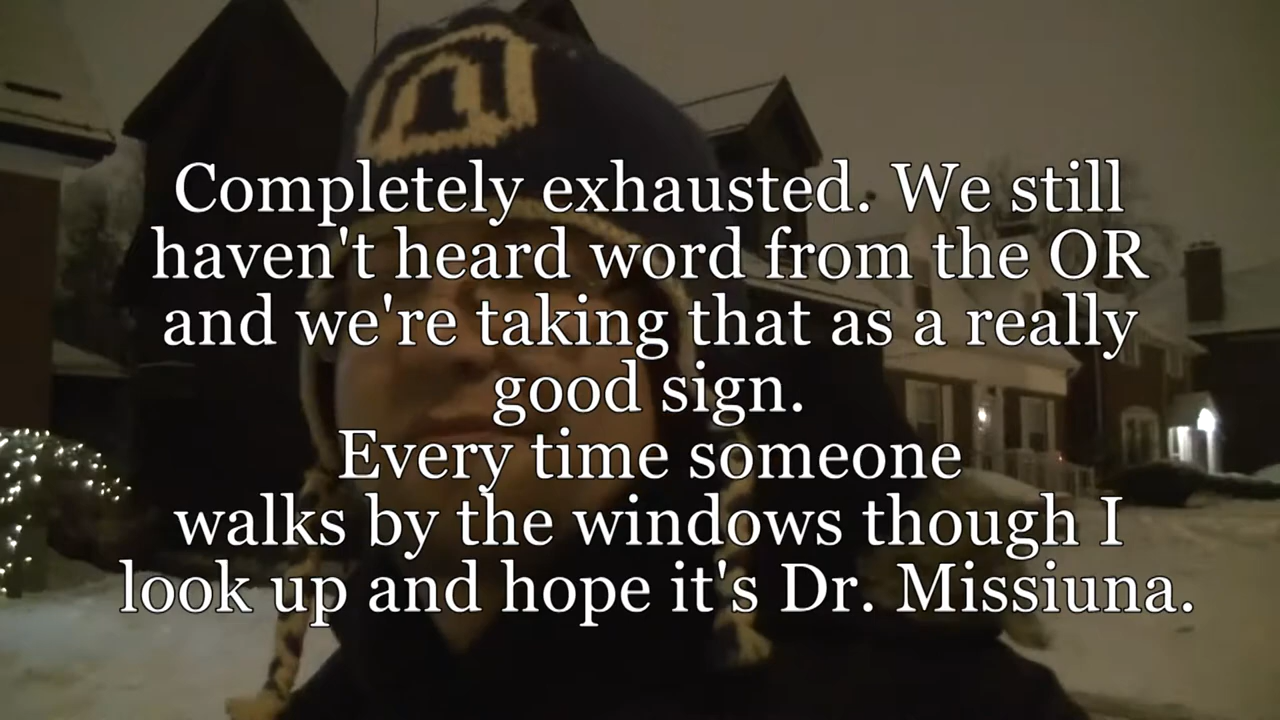 Completely exhausted. We still
haven't heard word from the OR
and we're taking that as a really
good sign.
Every time someone
walks by the windows though I
look up and hope it's Dr. Missiuna.